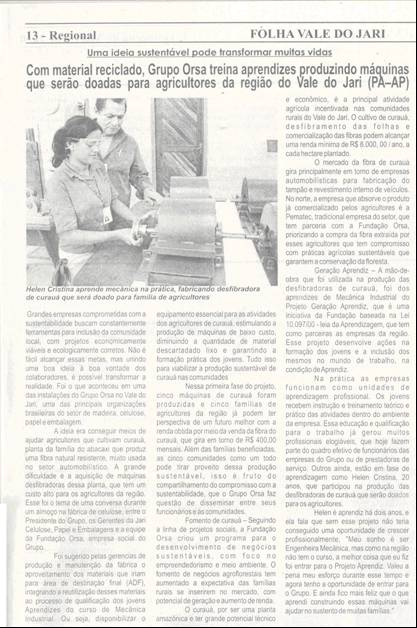 13 - Regional
FOLHA VALE DO JARI
Uma ideia sustentável pode transformar muitas vidas
Com material reciclado, Grupo Orsa treina aprendizes produzindo máquinas
que serão doadas para agricultores da região do Vale do Jari (PA–AP)
Helen Cristina aprende mecânica na prática, fabricando desfibradora
de curauá que será doado para família de agricultores
Grandes empresas comprometidas com a
sustentabilidade buscam constantemente
ferramentas para inclusão da comunidade
local, com projetos economicamente
viáveis e ecologicamente corretos. Não é
fácil alcançar essas metas, mas unindo
uma boa ideia à boa vontade dos
colaboradores, é possível transformar a
realidade. Foi o que aconteceu em uma
das instalações do Grupo Orsa no Vale do
Jari, uma das principais organizações
brasileiras do setor de madeira, celulose,
papel e embalagem.
A ideia era conseguir meios de
ajudar agricultores que cultivam curauá,
planta da família do abacaxi que produz
uma fibra natural resistente, muito usada
no setor automobilístico. A grande
dificuldade é a aquisição de máquinas
desfibradoras dessa planta, que tem um
custo alto para os agricultores da região.
Esse foi o tema de uma conversa durante
um almoço na fábrica de celulose, entre o
Presidente do Grupo, os Gerentes da Jari
Celulose, Papel e Embalagens e a equipe
da Fundação Orsa, empresa social do
Grupo.
Foi sugerido pelas gerencias de
produção e manutenção da fábrica o
aproveitamento dos materiais que iriam
para área de destinação final (ADF),
integrando a reutilização desses materiais
ao processo de qualificação dos jovens
Aprendizes do curso de Mecânica
Industrial. Ou seja, disponibilizar o
equipamento essencial para as atividades
dos agricultores de curauá, estimulando a
produção de máquinas de baixo custo,
diminuindo a quantidade de material
descartado lixo e garantindo a
formação prática dos jovens. Tudo isso
para viabilizar a produção sustentável de
curauá nas comunidades
Nessa primeira fase do projeto,
cinco máquinas de curauá foram
produzidas e cinco famílias de
agricultores da região já podem ter
perspectiva de um futuro melhor com a
renda obtida por meio da venda da fibra do
curauá, que gira em torno de R$ 400,00
mensais. Além das famílias beneficiadas,
as cinco comunidades como um todo
pode tirar proveito dessa produção
sustentável, isso é fruto do
compartilhamento do compromisso com a
sustentabilidade, que o Grupo Orsa faz
questão de disseminar entre seus
funcionários e às comunidades.
Fomento de curauá – Seguindo
a linha de projetos sociais, a Fundação
Orsa criou um programa para o
desenvolvimento de negócios
sustentáveis, com foco no
empreendedorismo e meio ambiente. O
fomento de negócios agroflorestais tem
aumentado a expectativa das famílias
rurais se inserirem no mercado, com
potencial de geração e aumento de renda.
O curauá, por ser uma planta
amazônica e ter grande potencial técnico
e econômico, é a principal atividade
agrícola incentivada nas comunidades
rurais do Vale do Jari. O cultivo de curauá,
desfibramento das folhas e
comercialização das fibras podem alcançar
uma renda mínima de R$ 8.000, 00 / ano, a
cada hectare plantado.
O mercado da fibra de curauá
gira principalmente em torno de empresas
automobilísticas para fabricação do
tampão e revestimento interno de veículos.
No norte, a empresa que absorve o produto
já comercializado pelos agricultores é a
Pematec, tradicional empresa do setor, que
tem parceria com a Fundação Orsa,
priorizando a compra da fibra extraída por
esses agricultores que tem compromisso
com práticas agrícolas sustentáveis que
garantem a conservação da floresta.
Geração Aprendiz – A mão-de-
obra que foi utilizada na produção das
desfibradoras de curauá, foi dos
aprendizes de Mecânica Industrial do
Projeto Geração Aprendiz, que é uma
iniciativa da Fundação baseada na Lei
10.097/00 - leia da Aprendizagem, que tem
como parceiras as empresas da região.
Esse projeto desenvolve ações na
formação dos jovens e a inclusão dos
mesmos no mundo do trabalho, na
condição de Aprendiz.
Na prática as empresas
funcionam como unidades de
aprendizagem profissional. Os jovens
recebem instrução e treinamento teórico e
prático das atividades dentro do ambiente
da empresa. Essa educação e qualificação
para o trabalho já gerou muitos
profissionais elogiáveis, que hoje fazem
parte do quadro efetivo de funcionários das
empresas do Grupo ou de prestadoras de
serviço. Outros ainda, estão em fase de
aprendizagem como Helen Cristina, 20
anos, que participou na produção das
desfibradoras de curauá que serão doados
para os agricultores.
Helen é aprendiz há dois anos, e
ela fala que sem esse projeto não teria
conseguido uma oportunidade de crescer
profissionalmente. "Meu sonho é ser
Engenheira Mecânica, mas como na região
não tem o curso, a melhor coisa que eu fiz
foi entrar para o Projeto Aprendiz. Valeu a
pena meu esforço durante esse tempo e
agora tenho a oportunidade de entrar para
o Grupo. E ainda fico mais feliz que o que
aprendi construindo essas máquinas vai
ajudar no sustento de muitas famílias."